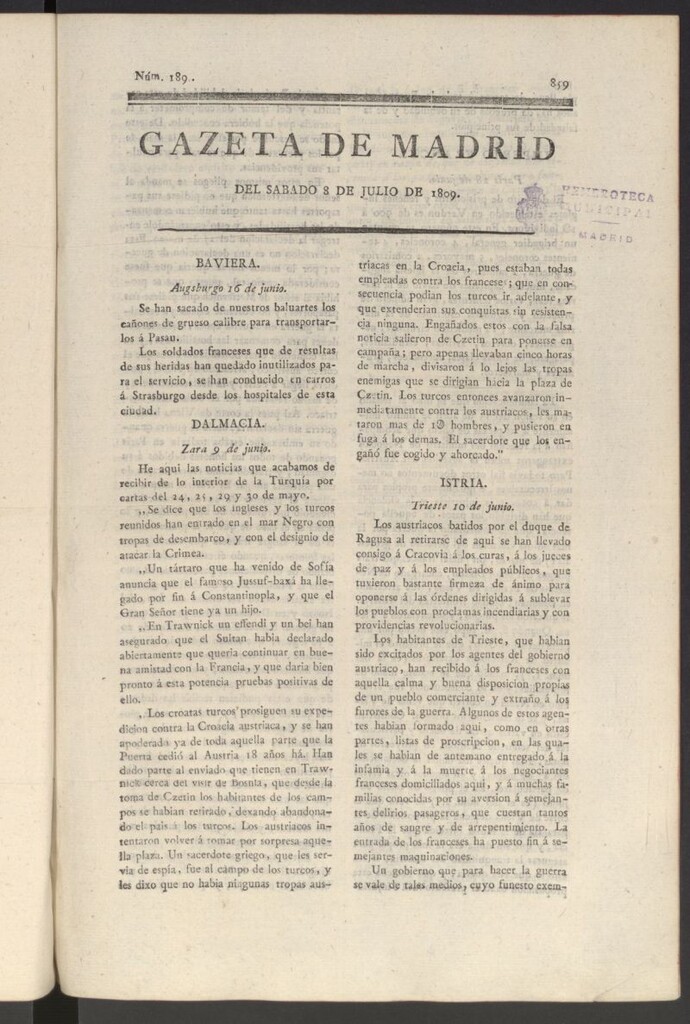 Núm. 189.
859
GAZETA DE MADRID
DEL SABADO 8 DE JULIO DE 1809.
HEMEROTECA
MUNICIPAL
MADRID
BAVIERA.
Augsburgo 16 de junio.
Se han sacado de nuestros baluartes los
cañones de grueso calibre para transportar-
los á Pasau.
Los soldados franceses que de resultas
de sus heridas han quedado inutilizados pa-
ra el servicio, se han conducido en carros
á Strasburgo desde los hospitales de esta
ciudad.
DALMACIA.
Zara 9 de junio.
He aqui las noticias que acabamos de
recibir de lo interior de la Turquía por
cartas del 24, 25, 29 y 30 de mayo.
„Se dice que los ingleses y los turcos
reunidos han entrado en el mar Negro con
tropas de desembarco, y con el designio de
atacar la Crimea.
„Un tártaro que ha venido de Sofía
anuncia que el famoso Jussuf-baxá ha lle-
gado por fin á Constantinopla, y que el
Gran Señor tiene ya un hijo.
„En Trawnick un effendi y un bel han
asegurado que el Sultan habia declarado
abiertamente que queria continuar en bue-
na amistad con la Francia, y que daria bien
pronto á esta potencia pruebas positivas de
ello.
„Los croatas turcos prosiguen su expe-
dicion contra la Croacia austriaca, y se han
apoderado ya de toda aquella parte que la
Puerta cedió al Austria 18 años há. Han
dado parte al enviado que tienen en Traw-
nick cerca del visir de Bosnia, que desde la
toma de Czetin los habitantes de los cam-
pos se habian retirado, dexando abandona-
do el pais á los turcos. Los austriacos in-
tentaron volver á tomar por sorpresa aque-
lla plaza. Un sacerdote griego, que les ser-
via de espía, fue al campo de los turcos, y
les dixo que no habia ningunas tropas aus-
triacas en la Croacia, pues estaban todas
empleadas contra los franceses; que en con-
secuencia podian los turcos ir adelante, y
que extenderian sus conquistas sin resisten-
cia ninguna. Engañados estos con la falsa
noticia salieron de Czetin para ponerse en
campaña; pero apenas llevaban cinco horas
de marcha, divisaron á lo lejos las tropas
enemigas que se dirigian hácia la plaza de
Czetin. Los turcos entonces avanzaron in-
mediatamente contra los austriacos, les ma-
taron mas de hombres, y pusieron en
fuga á los demas. El sacerdote que los en-
gañó fue cogido y ahorcado."
ISTRIA.
Trieste 10 de junio.
Los austriacos batidos por el duque de
Ragusa al retirarse de aqui se han llevado
consigo á Cracovia á los curas, á los jueces
de paz y á los empleados públicos, que
tuvieron bastante firmeza de ánimo para
oponerse á las órdenes dirigidas á sublevar
los pueblos con proclamas incendiarias y con
providencias revolucionarias.
Los habitantes de Trieste, que habian
sido excitados por los agentes del gobierno
austriaco, han recibido á los franceses con
aquella calma y buena disposicion propias
de un pueblo comerciante y extraño á los
furores de la guerra. Algunos de estos agen-
tes habian formado aqui, como en otras
partes, listas de proscripcion, en las qua-
les se habian de antemano entregado á la
infamia y á la muerte á los negociantes
franceses domiciliados aqui, y á muchas fa-
milias conocidas por su aversion á semejan-
tes delirios pasageros, que cuestan tantos
años de sangre y de arrepentimiento. La
entrada de los franceses ha puesto fin á se-
mejantes maquinaciones.
Un gobierno que para hacer la guerra
se vale de tales medios, cuyo funesto exem-